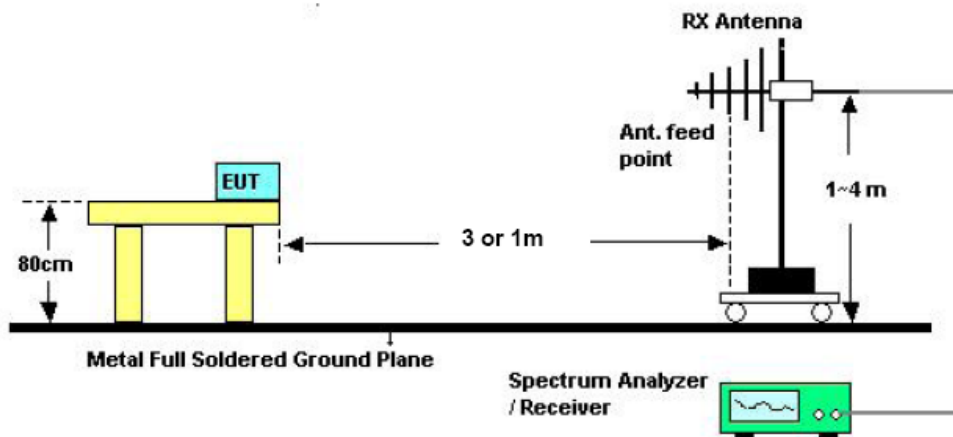 RX Antenna
Ant. feed
point
EUT
1~4 m
3 or 1m
80cm
Metal Full Soldered Ground Plane
Spectrum Analyzer
/ Receiver